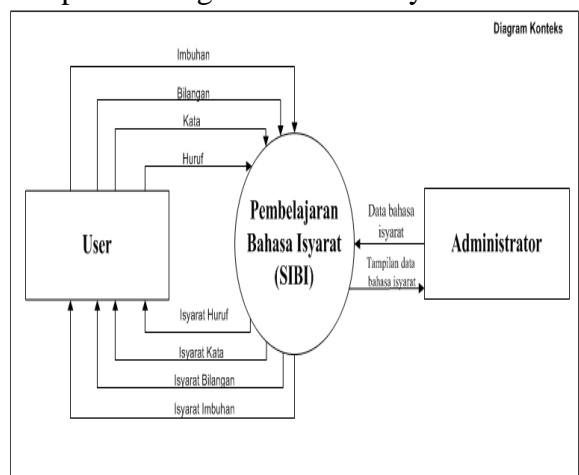 Diagram Konteks
Imbuhan
Bilangan
Kata
Huruf
User
Pembelajaran
Bahasa Isyarat
(SIBI)
Data bahasa
isyarat
Tampilan data
bahasa isyarat
Administrator
Isyarat Huruf
Isyarat Kata
Isyarat Bilangan
Isyarat Imbuhan